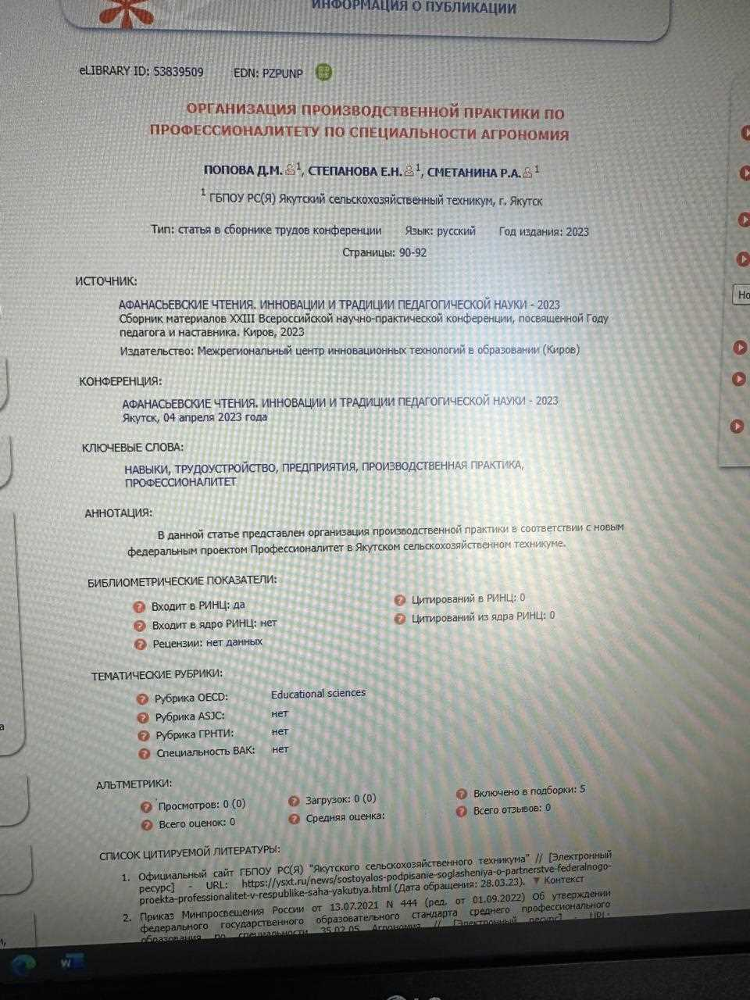 ИНФОРМАЦИЯ О ПУБЛИКАЦИИ
eLIBRARY ID: 53839509 EDN: PZPUNP
ОРГАНИЗАЦИЯ ПРОИЗВОДСТВЕННОЙ ПРАКТИКИ ПО
ПРОФЕССИОНАЛИТЕТУ ПО СПЕЦИАЛЬНОСТИ АГРОНОМИЯ
ПОПОВА Д.М. 1, СТЕПАНОВА Е.Н. 1, СМЕТАНИНА Р.А. 1
1 ГБПОУ РС(Я) Якутский сельскохозяйственный техникум, г. Якутск
Тип: статья в сборнике трудов конференции Язык: русский Год издания: 2023
Страницы: 90-92
ИСТОЧНИК:
Но
АФАНАСЬЕВСКИЕ ЧТЕНИЯ. ИННОВАЦИИ И ТРАДИЦИИ ПЕДАГОГИЧЕСКОЙ НАУКИ - 2023
Сборник материалов XXIII Всероссийской научно-практической конференции, посвященной Году
педагога и наставника. Киров, 2023
Издательство: Межрегиональный центр инновационных технологий в образовании (Киров)
КОНФЕРЕНЦИЯ:
АФАНАСЬЕВСКИЕ ЧТЕНИЯ. ИННОВАЦИИ И ТРАДИЦИИ ПЕДАГОГИЧЕСКОЙ НАУКИ - 2023
Якутск, 04 апреля 2023 года
КЛЮЧЕВЫЕ СЛОВА:
НАВЫКИ, ТРУДОУСТРОЙСТВО, ПРЕДПРИЯТИЯ, ПРОИЗВОДСТВЕННАЯ ПРАКТИКА,
ПРОФЕССИОНАЛИТЕТ
АННОТАЦИЯ:
В данной статье представлен организация производственной практики в соответствии с новым
федеральным проектом Профессионалитет в Якутском сельскохозяйственном техникуме.
БИБЛИОМЕТРИЧЕСКИЕ ПОКАЗАТЕЛИ:
Входит в РИНЦ: да Цитирований в РИНЦ: 0
Входит в ядро РИНЦ: нет Цитирований из ядра РИНЦ: 0
Рецензии: нет данных
ТЕМАТИЧЕСКИЕ РУБРИКИ:
Рубрика OECD: Educational sciences
Рубрика ASJC: нет
Рубрика ГРНТИ: нет
Специальность ВАК: нет
АЛЬТМЕТРИКИ:
Просмотров: 0 (0) Загрузок: 0 (0) Включено в подборки: 5
Всего оценок: 0 Средняя оценка: Всего отзывов: 0
СПИСОК ЦИТИРУЕМОЙ ЛИТЕРАТУРЫ:
1. Официальный сайт ГБПОУ РС(Я) "Якутского сельскохозяйственного техникума" // [Электронный
ресурс] - URL: https://ysxt.ru/news/sostoyalos-podpisanie-soglasheniya-o-partnerstve-federalnogo-
proekta-professionalitet-v-respublike-saha-yakutiya.html (Дата обращения: 28.03.23). ▼ Контекст
2. Приказ Минпросвещения России от 13.07.2021 N 444 (ред. от 01.09.2022) Об утверждении
федерального государственного образовательного стандарта среднего профессионального
образования по специальности 35.02.05 Агрономия // [Электронный ресурс] - URL: